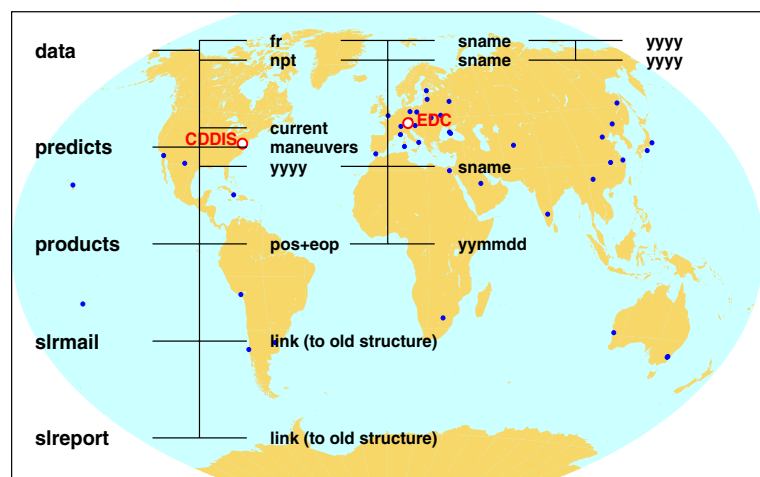 data fr sname yyyy
npt sname yyyy
EDC
current
CDDIS
predicts maneuvers
yyyy sname
products pos+eop yymmdd
slrmail link (to old structure)
slreport link (to old structure)